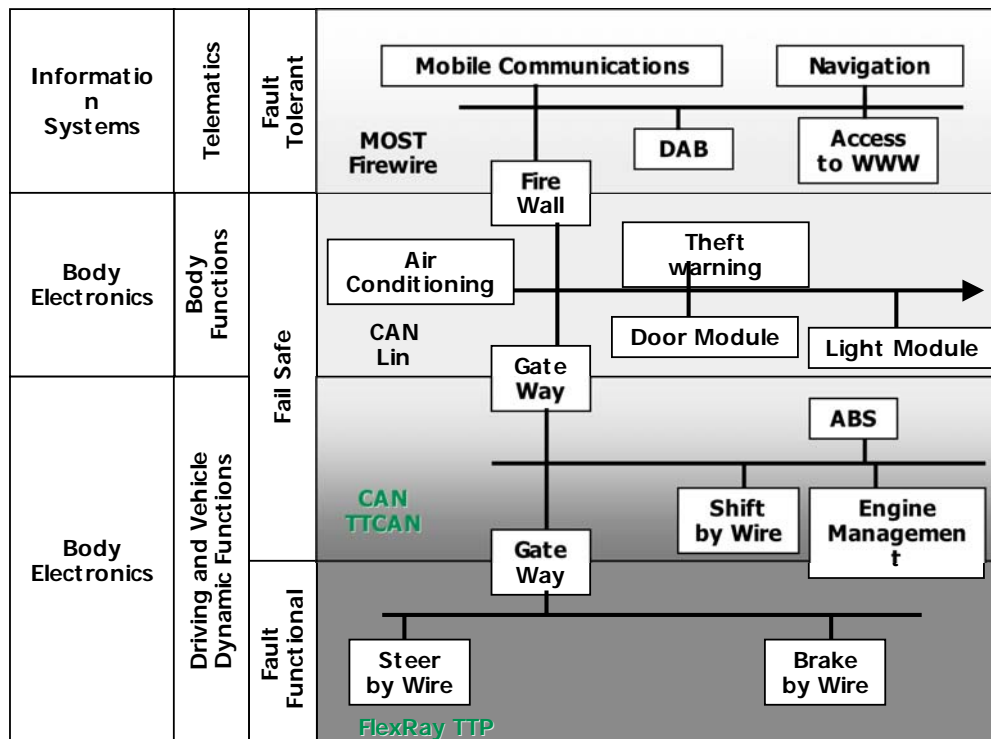 Informatio
n
Systems
Telematics
Fault
Tolerant
Mobile Communications
Navigation
MOST
Firewire
DAB
Access
to WWW
Fire
Wall
Body
Electronics
Body
Functions
Fail Safe
Air
Conditioning
Theft
warning
CAN
Lin
Door Module
Light Module
Gate
Way
Body
Electronics
Driving and Vehicle
Dynamic Functions
ABS
CAN
TTCAN
Shift
by Wire
Engine
Managemen
t
Gate
Way
Fault
Functional
Steer
by Wire
Brake
by Wire
FlexRay TTP